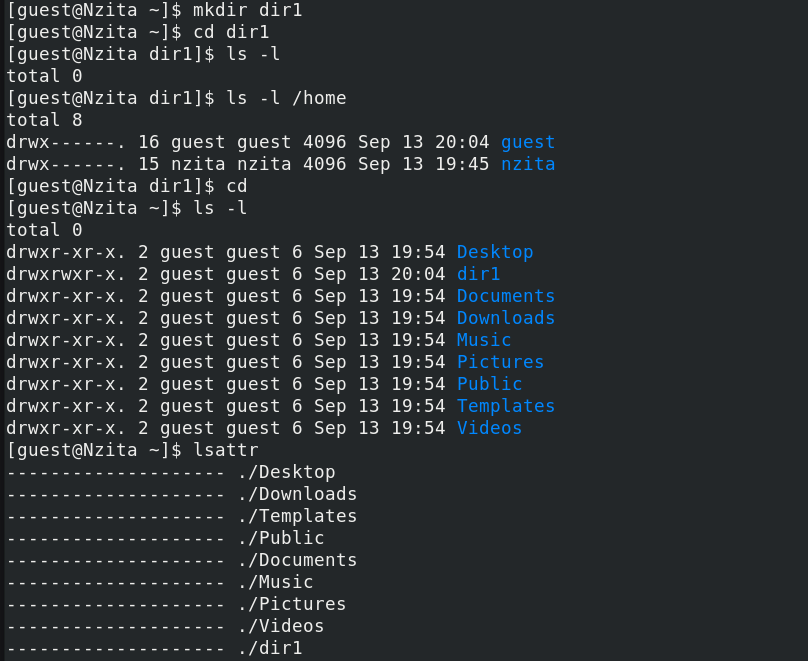 [guest@Nzita ~]$ mkdir dir1
[guest@Nzita ~]$ cd dir1
[guest@Nzita dir1]$ ls -l
total 0
[guest@Nzita dir1]$ ls -l /home
total 8
drwx------. 16 guest guest 4096 Sep 13 20:04 guest
drwx------. 15 nzita nzita 4096 Sep 13 19:45 nzita
[guest@Nzita dir1]$ cd
[guest@Nzita ~]$ ls -l
total 0
drwxr-xr-x. 2 guest guest 6 Sep 13 19:54 Desktop
drwxrwxr-x. 2 guest guest 6 Sep 13 20:04 dir1
drwxr-xr-x. 2 guest guest 6 Sep 13 19:54 Documents
drwxr-xr-x. 2 guest guest 6 Sep 13 19:54 Downloads
drwxr-xr-x. 2 guest guest 6 Sep 13 19:54 Music
drwxr-xr-x. 2 guest guest 6 Sep 13 19:54 Pictures
drwxr-xr-x. 2 guest guest 6 Sep 13 19:54 Public
drwxr-xr-x. 2 guest guest 6 Sep 13 19:54 Templates
drwxr-xr-x. 2 guest guest 6 Sep 13 19:54 Videos
[guest@Nzita ~]$ lsattr
-------------------- ./Desktop
-------------------- ./Downloads
-------------------- ./Templates
-------------------- ./Public
-------------------- ./Documents
-------------------- ./Music
-------------------- ./Pictures
-------------------- ./Videos
-------------------- ./dir1